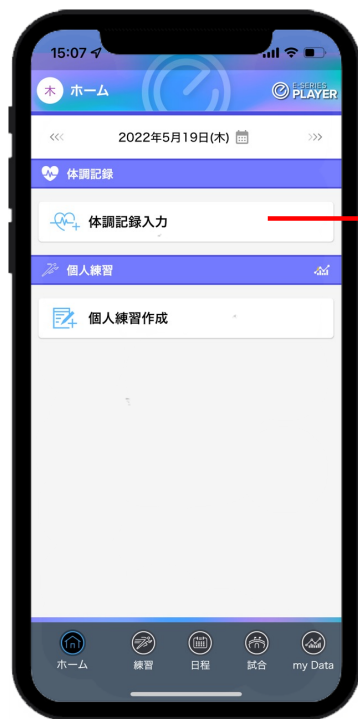 15:07
木 ホーム
E-SERIES
PLAYER
<<< 2022年5月19日(木) >>>
体調記録
体調記録入力
個人練習
個人練習作成
ホーム 練習 日程 試合 my Data